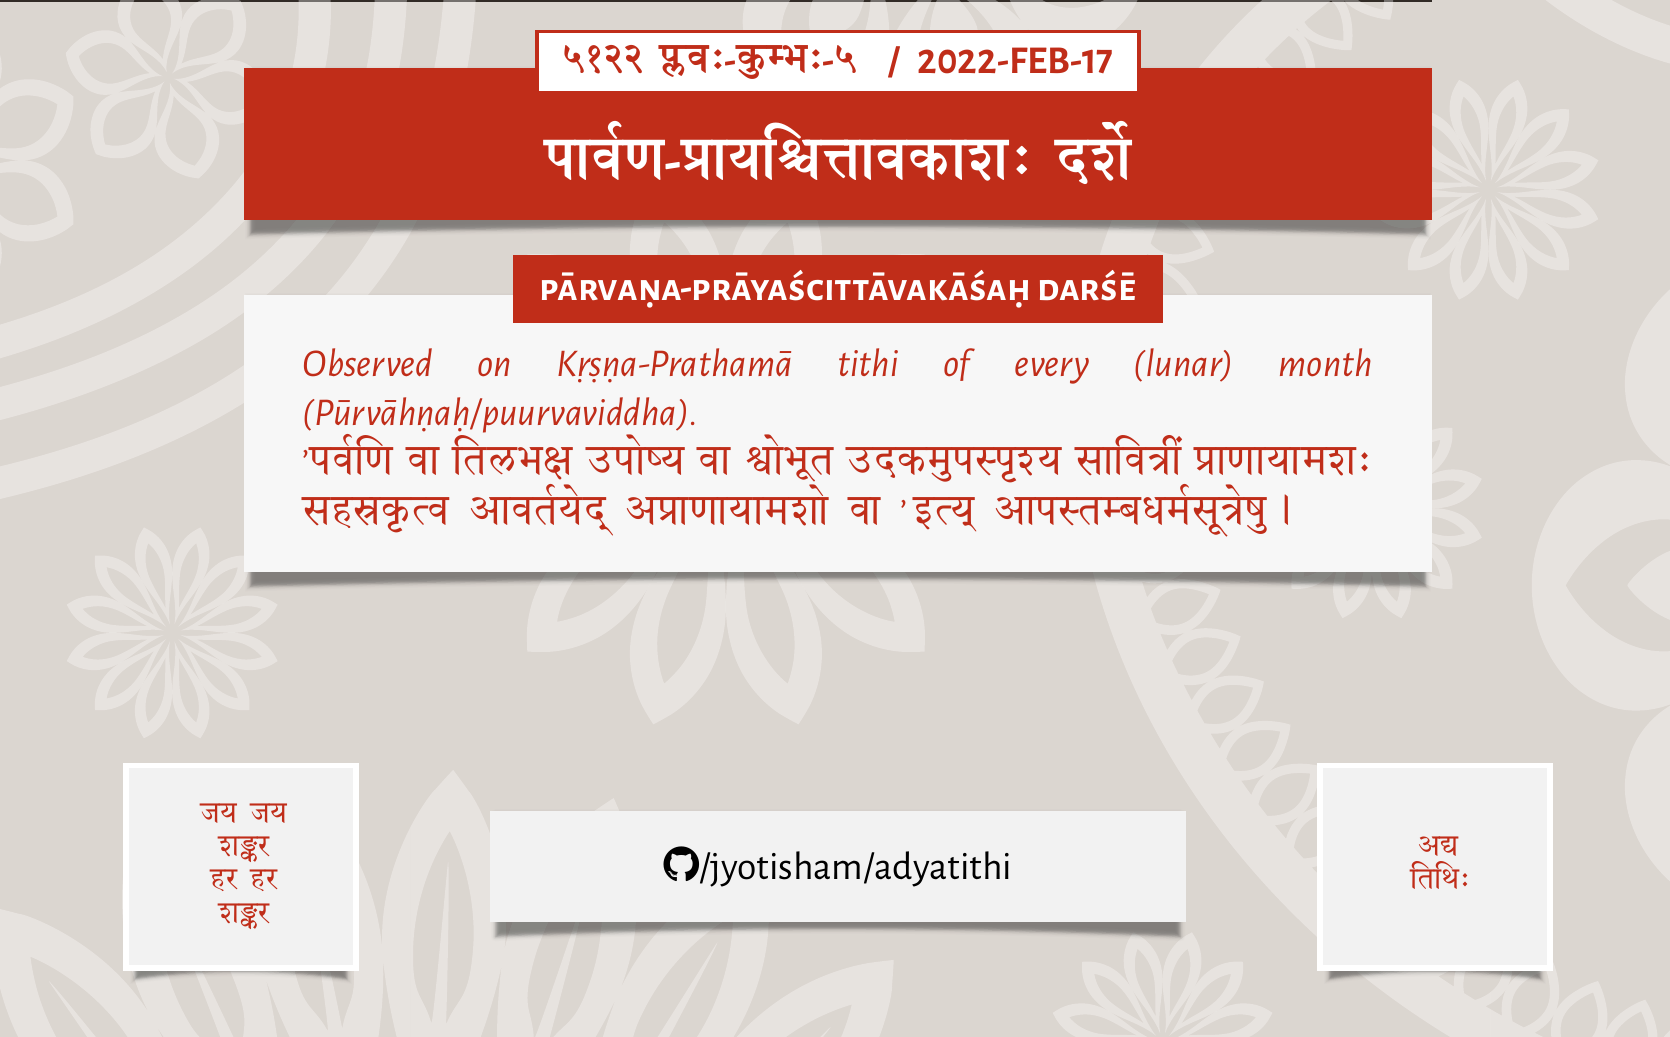 ५१२२ प्लवः-कुम्भः-५ / 2022-FEB-17
पार्वण-प्रायश्चित्तावकाशः दर्शे
PĀRVAṆA-PRĀYAŚCITTĀVAKĀŚAḤ DARŚĒ
Observed on Kṛṣṇa-Prathamā tithi of every (lunar) month
(Pūrvāhṇaḥ/puurvaviddha).
’पर्वणि वा तिलभक्ष उपोष्य वा श्वोभूत उदकमुपस्पृश्य सावित्रीं प्राणायामशः
सहस्रकृत्व आवर्तयेद् अप्राणायामशो वा ’इत्य् आपस्तम्बधर्मसूत्रेषु।
जय जय
शङ्कर
हर हर
शङ्कर
/jyotisham/adyatithi
अद्य
तिथिः